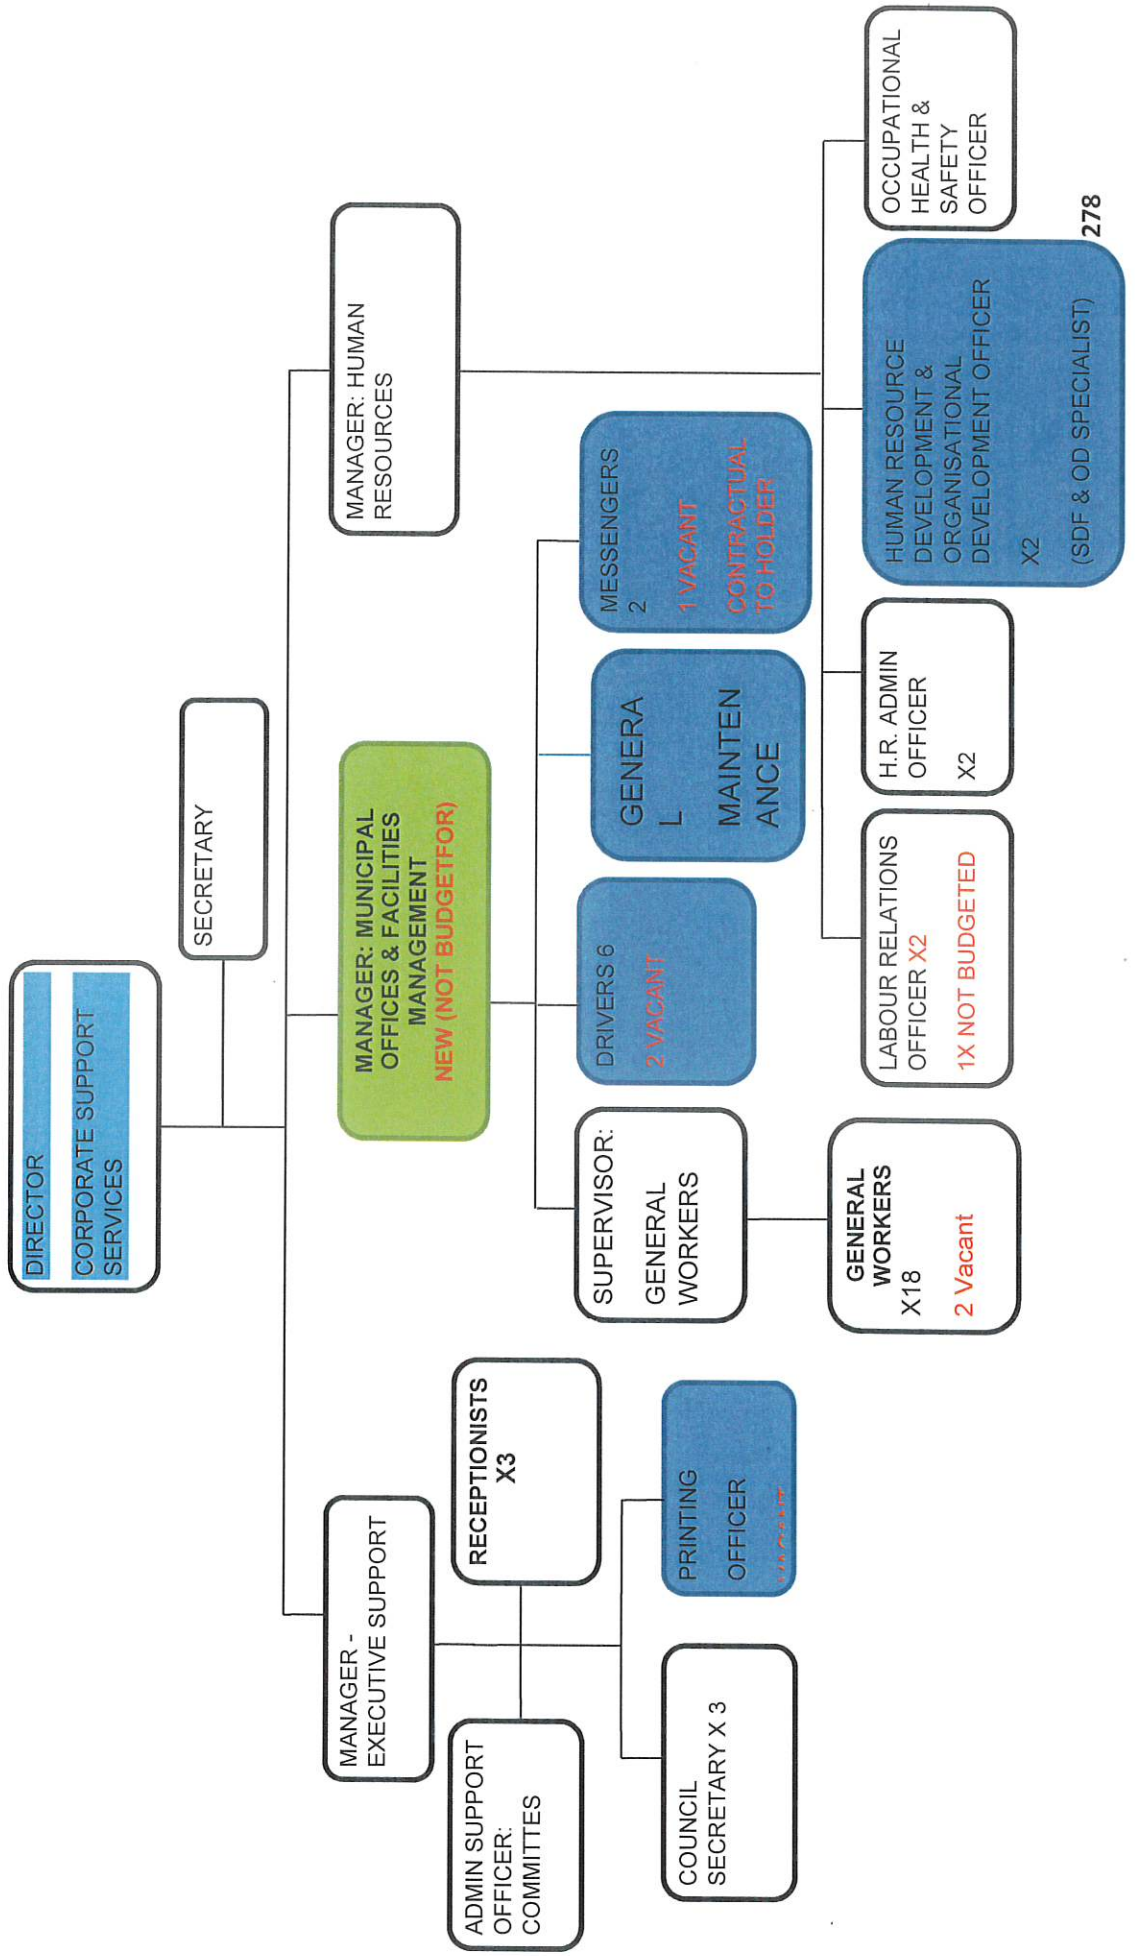 DIRECTOR
CORPORATE SUPPORT
SERVICES
SECRETARY
MANAGER -
EXECUTIVE SUPPORT
MANAGER: MUNICIPAL
OFFICES & FACILITIES
MANAGEMENT
NEW (NOT BUDGETFOR)
MANAGER: HUMAN
RESOURCES
ADMIN SUPPORT
OFFICER:
COMMITTES
RECEPTIONISTS
X3
COUNCIL
SECRETARY X 3
PRINTING
OFFICER
SUPERVISOR:
GENERAL
WORKERS
DRIVERS 6
2 VACANT
GENERA
L
MAINTEN
ANCE
MESSENGERS
2
1 VACANT
CONTRACTUAL
TO HOLDER
GENERAL
WORKERS
X18
2 Vacant
LABOUR RELATIONS
OFFICER X2
1X NOT BUDGETED
H.R. ADMIN
OFFICER
X2
HUMAN RESOURCE
DEVELOPMENT &
ORGANISATIONAL
DEVELOPMENT OFFICER
X2
(SDF & OD SPECIALIST)
OCCUPATIONAL
HEALTH &
SAFETY
OFFICER
278